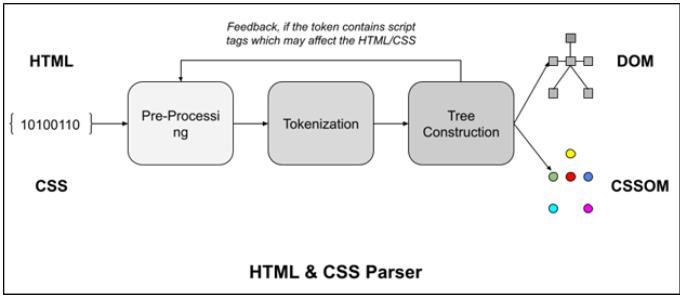 Feedback, if the token contains script
tags which may affect the HTML/CSS
HTML
DOM
{ 10100110 }
Pre-Processi
ng
Tokenization
Tree
Construction
CSS
CSSOM
HTML & CSS Parser